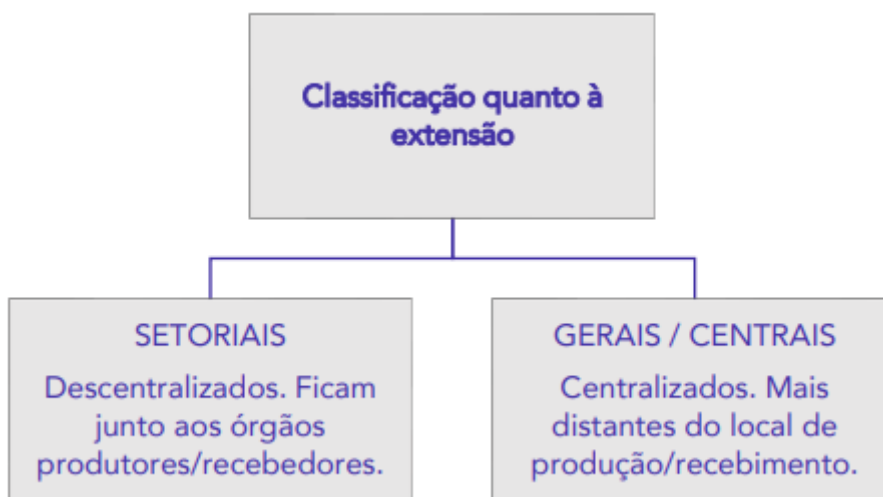 Classificação quanto à
extensão
SETORIAIS
Descentralizados. Ficam
junto aos órgãos
produtores/recebedores.
GERAIS / CENTRAIS
Centralizados. Mais
distantes do local de
produção/recebimento.